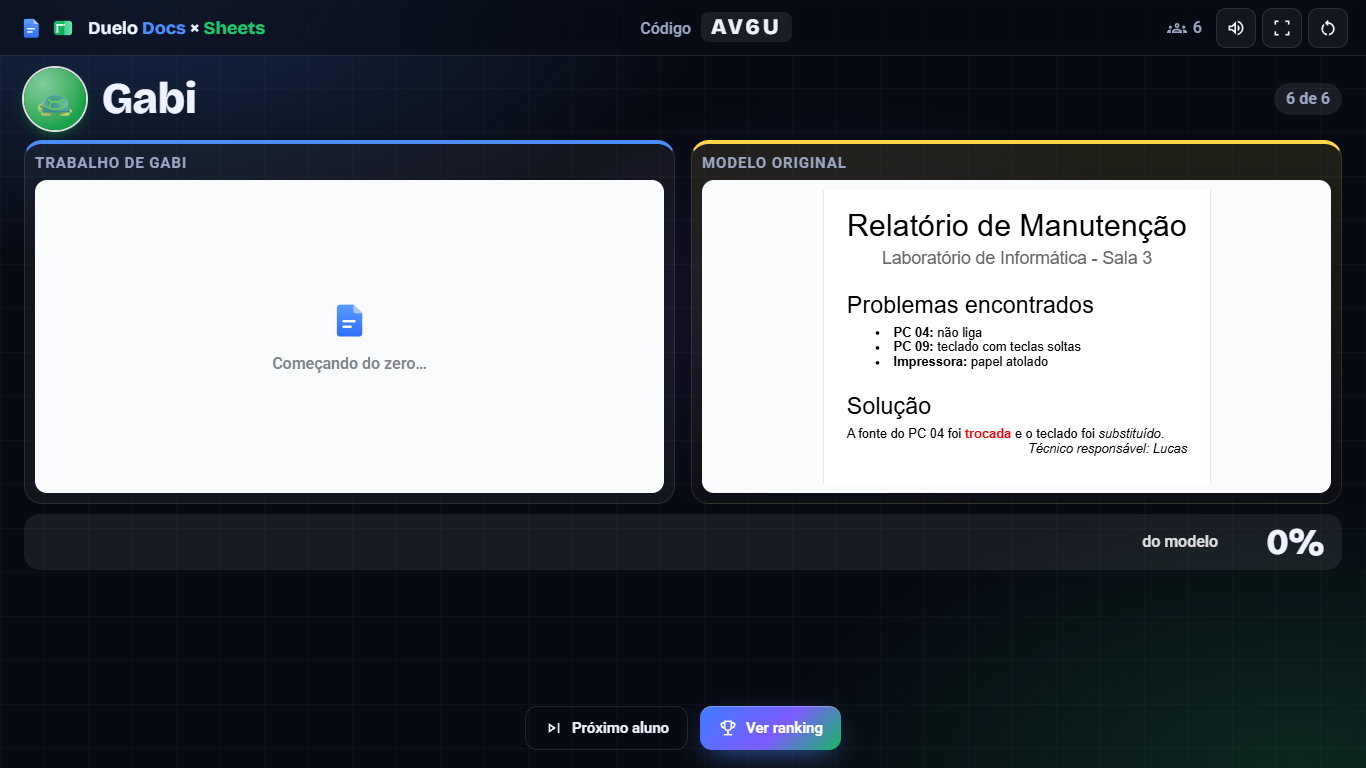 Duelo Docs × Sheets
Código AV6U
6
Gabi
6 de 6
TRABALHO DE GABI
Começando do zero...
MODELO ORIGINAL
Relatório de Manutenção
Laboratório de Informática - Sala 3
Problemas encontrados
• PC 04: não liga
• PC 09: teclado com teclas soltas
• Impressora: papel atolado
Solução
A fonte do PC 04 foi trocada e o teclado foi substituído.
Técnico responsável: Lucas
do modelo 0%
Próximo aluno
Ver ranking